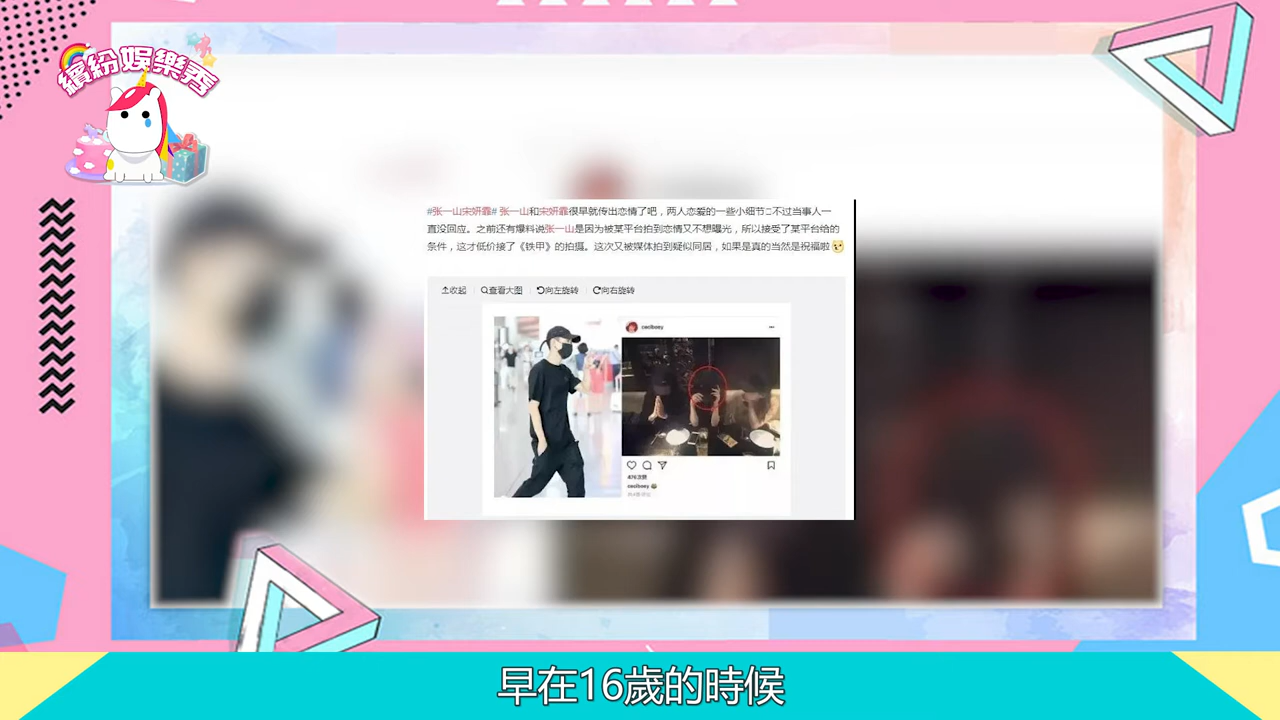 繽紛娛樂秀
#张一山宋妍霏# 张一山和宋妍霏很早就传出恋情了吧，两人恋爱的一些小细节□不过当事人一
直没回应。之前还有爆料说张一山是因为被某平台拍到恋情又不想曝光，所以接受了某平台给的
条件，这才低价接了《铁甲》的拍摄。这次又被媒体拍到疑似同居，如果是真的当然是祝福啦
收起 查看大图 向左旋转 向右旋转
ceciboey
476次赞
ceciboey
早在16歲的時候